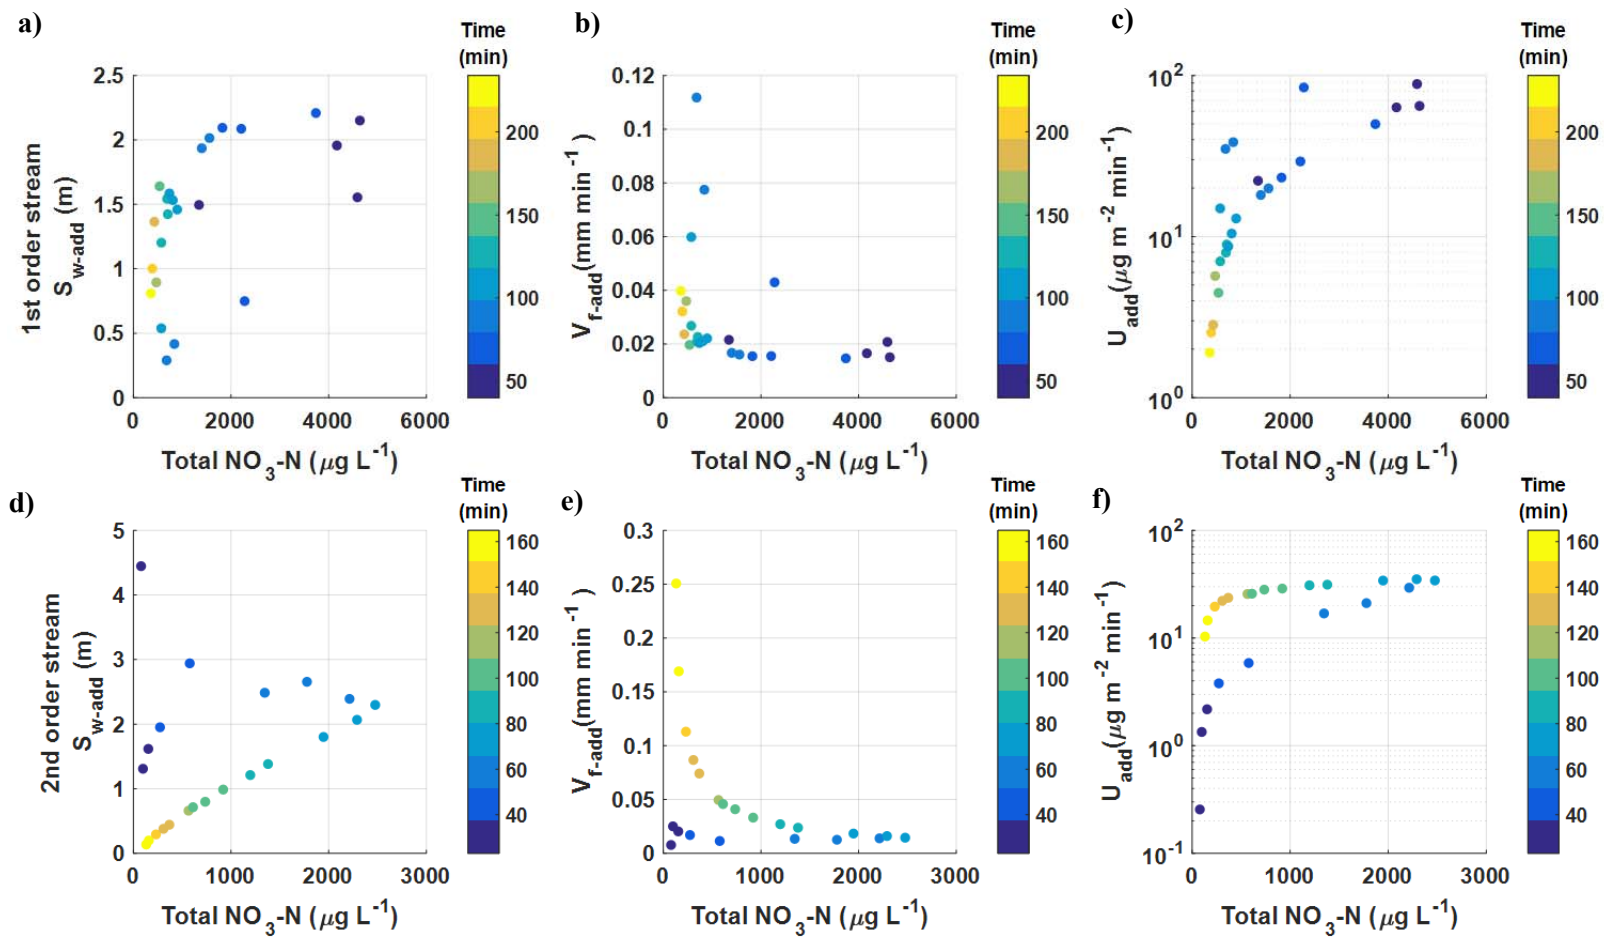 a)
Time
(min)
2.5
2
1.5
1
0.5
0
0 2000 4000 6000
200
150
100
50
1st order stream
S_w-add (m)
Total NO3-N (μg L-1)
b)
Time
(min)
0.12
0.1
0.08
0.06
0.04
0.02
0
0 2000 4000 6000
200
150
100
50
V_f-add(mm min-1 )
Total NO3-N (μg L-1)
c)
Time
(min)
10^2
10^1
10^0
0 2000 4000 6000
200
150
100
50
U_add(μg m-2 min-1)
Total NO3-N (μg L-1)
d)
Time
(min)
5
4
3
2
1
0
0 1000 2000 3000
160
140
120
100
80
60
40
2nd order stream
S_w-add (m)
Total NO3-N (μg L-1)
e)
Time
(min)
0.3
0.25
0.2
0.15
0.1
0.05
0
0 1000 2000 3000
160
140
120
100
80
60
40
V_f-add(mm min-1 )
Total NO3-N (μg L-1)
f)
Time
(min)
10^2
10^1
10^0
10^-1
0 1000 2000 3000
160
140
120
100
80
60
40
U_add(μg m-2 min-1)
Total NO3-N (μg L-1)